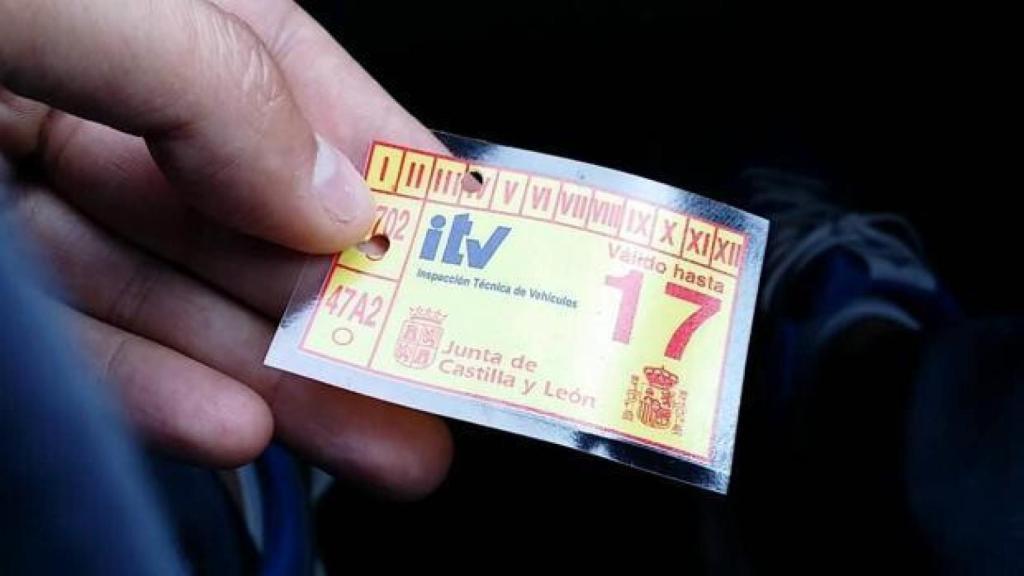 I II III IV V VI VII VIII IX X XI XII
702
itv
Inspección Técnica de Vehículos
Válido hasta
17
47A2
Junta de
Castilla y León